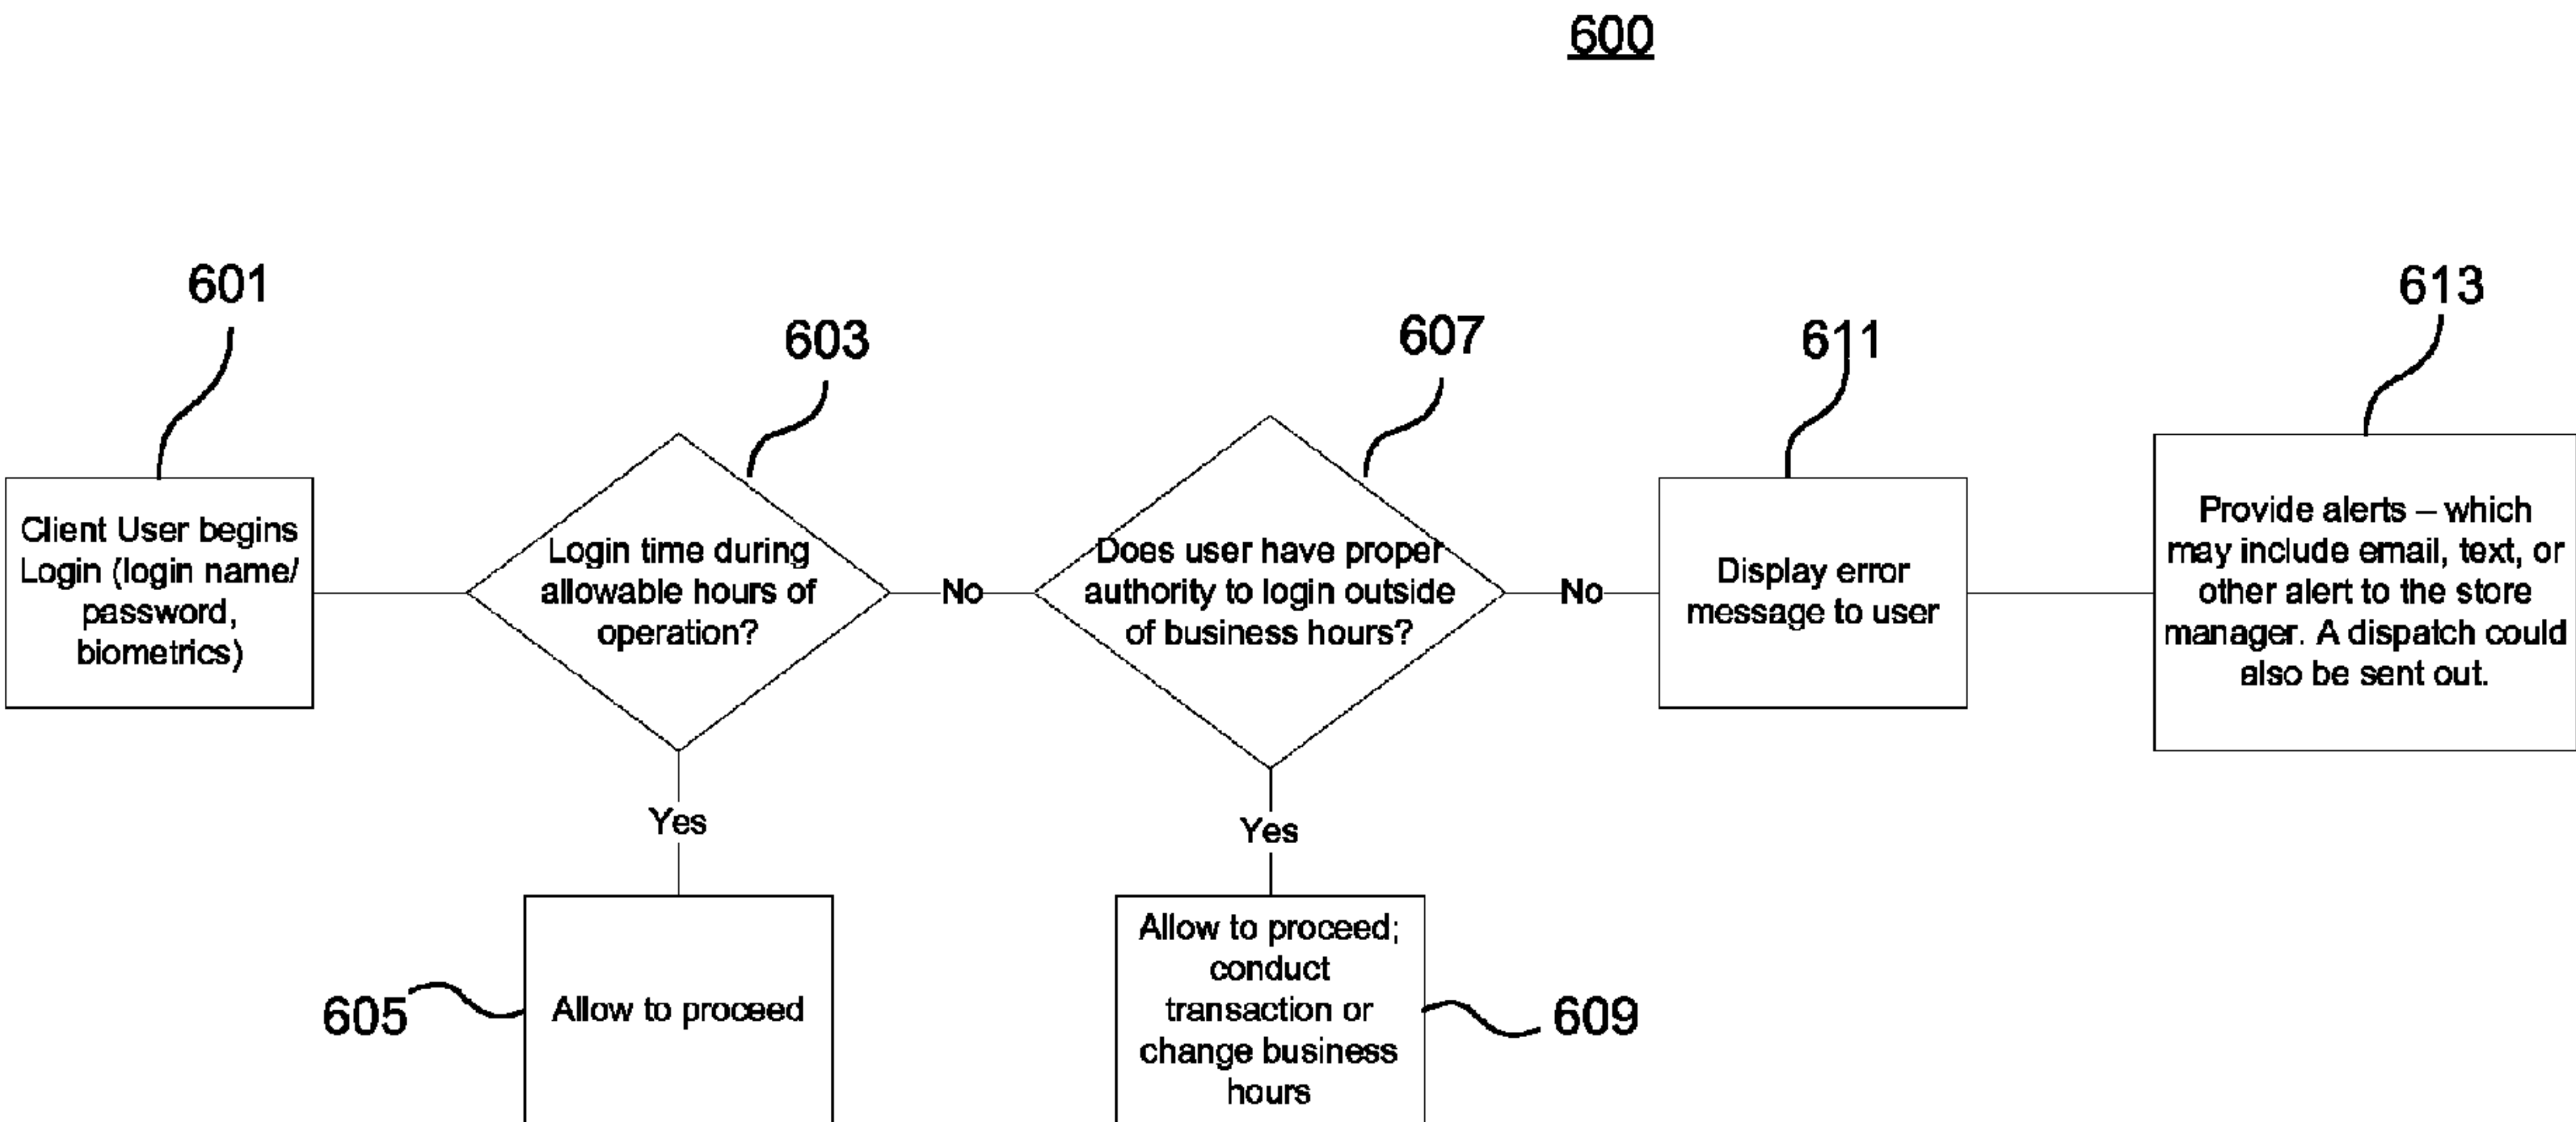 600
601
603
607
611
613
Client User begins
Login (login name/
password,
biometrics)
Login time during
allowable hours of
operation?
No
Does user have proper
authority to login outside
of business hours?
No
Display error
message to user
Provide alerts – which
may include email, text, or
other alert to the store
manager. A dispatch could
also be sent out.
Yes
Yes
605
Allow to proceed
Allow to proceed;
conduct
transaction or
change business
hours
609